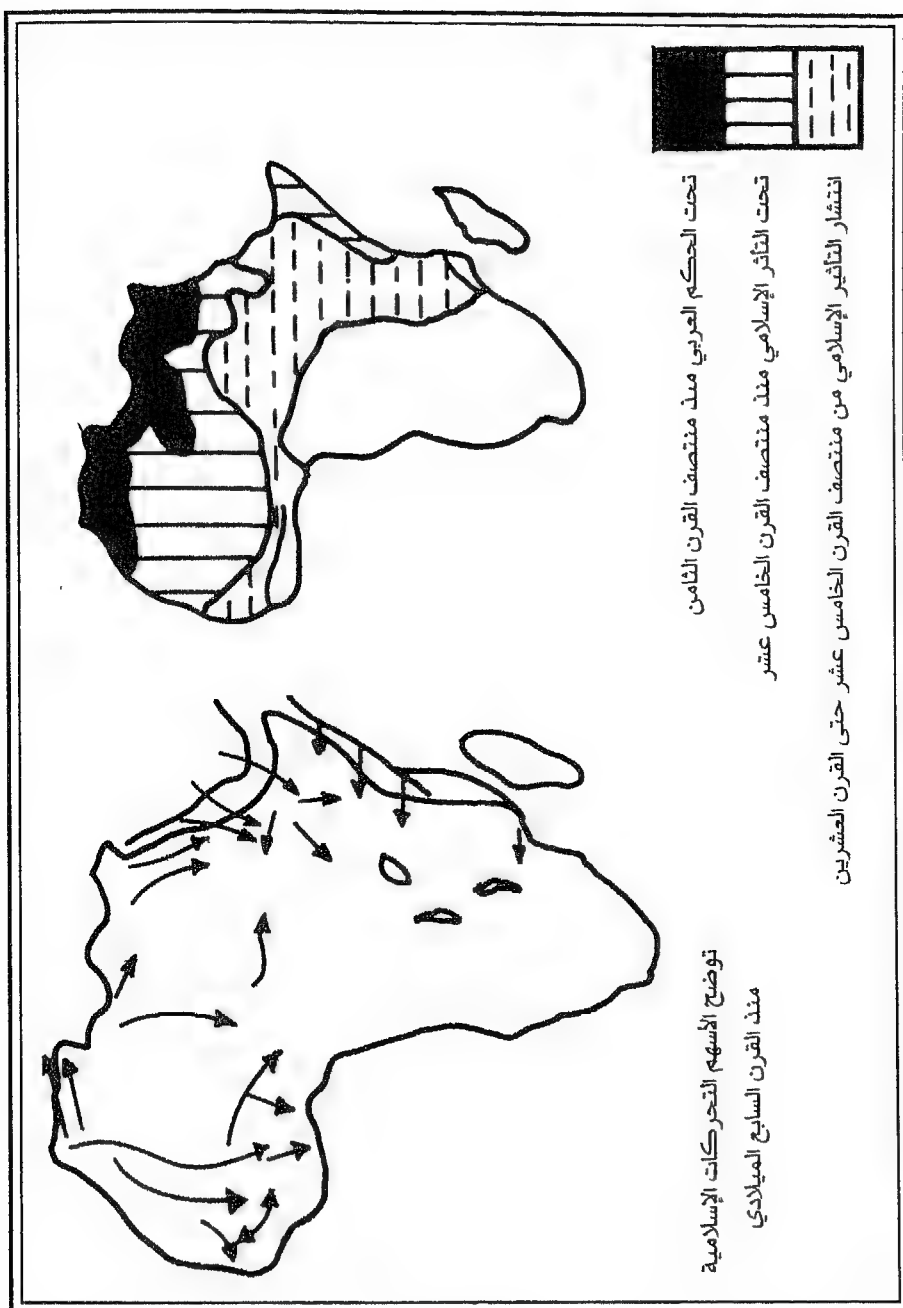 تحت الحكم العربي منذ منتصف القرن الثامن
تحت التأثر الإسلامي منذ منتصف القرن الخامس عشر
انتشار التأثير الإسلامي من منتصف القرن الخامس عشر حتى القرن العشرين
توضح الأسهم التحركات الإسلامية
منذ القرن السابع الميلادي